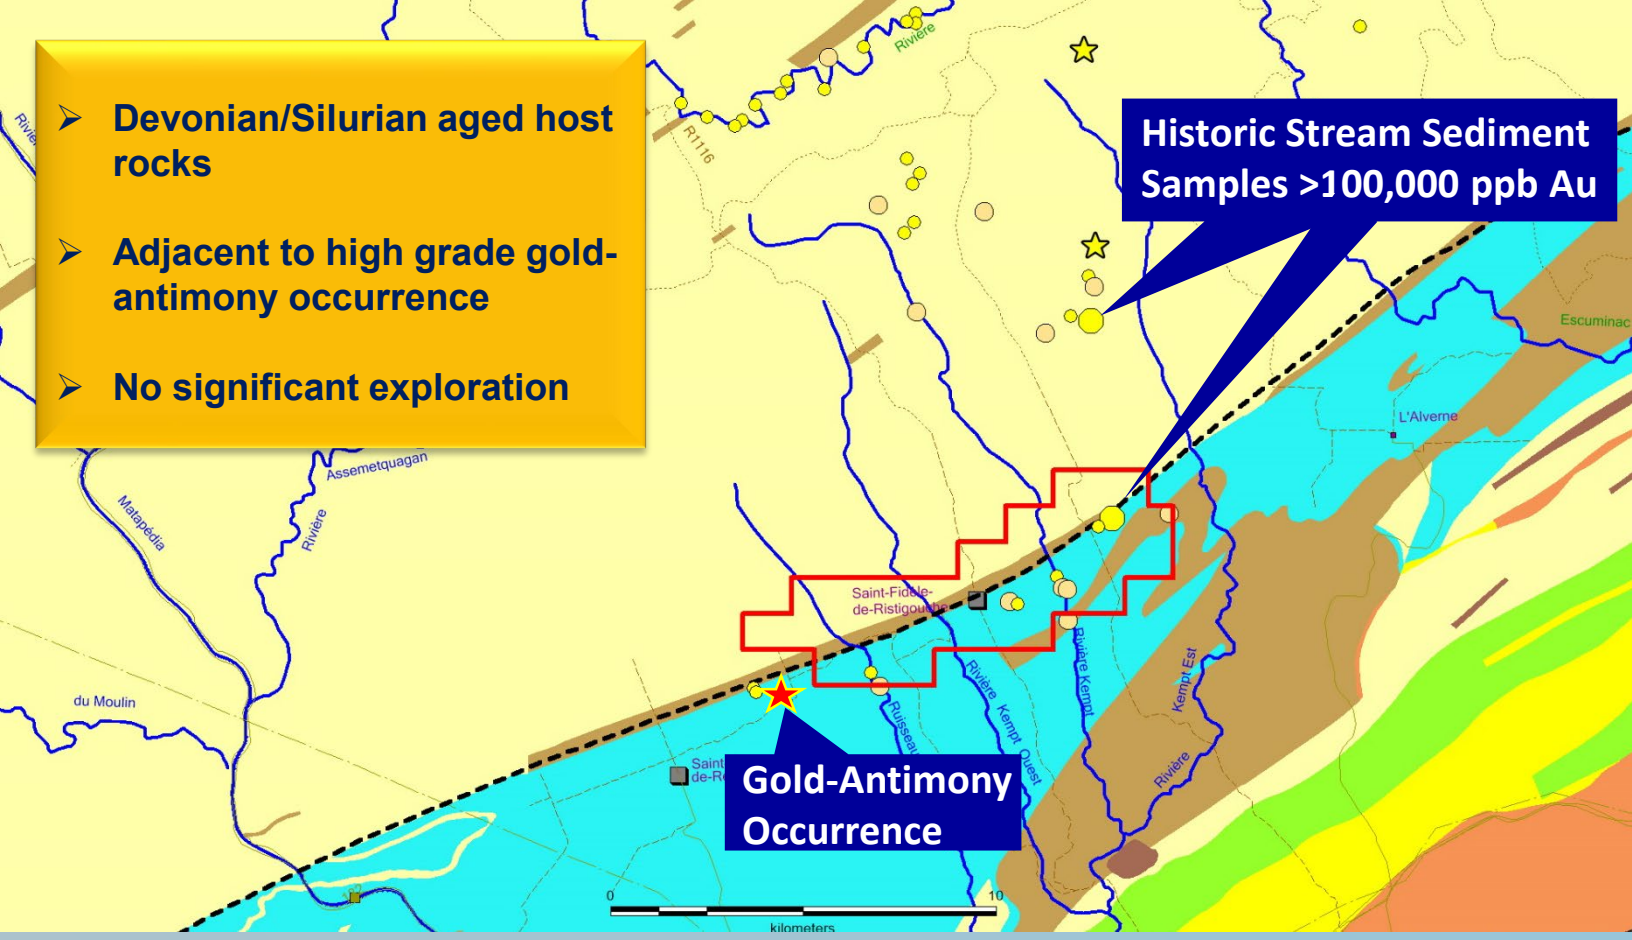 ➢ Devonian/Silurian aged host
rocks
➢ Adjacent to high grade gold-
antimony occurrence
➢ No significant exploration
Historic Stream Sediment
Samples >100,000 ppb Au
Rivière
R1116
Escuminac
L'Alverne
Assemetquagan
Rivière
Matapédia
du Moulin
Saint-Fidèle-
de-Ristigouche
Rivière Kempt
Kempt Est
Rivière
Rivière Kempt Ouest
Ruisseau
Saint
de-R
Gold-Antimony
Occurrence
0
10
kilometers